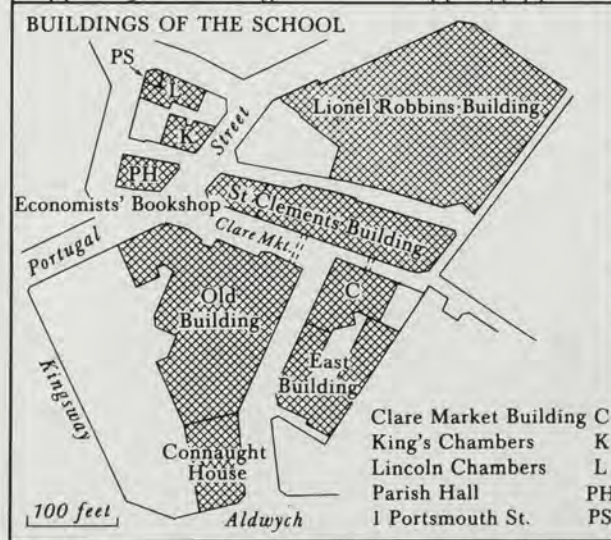 BUILDINGS OF THE SCHOOL
PS
L
Lionel Robbins Building
K
Street
PH
Economists' Bookshop
St Clements Building
Clare Mkt.
Portugal
C
Old
Building
East
Building
Kingsway
Connaught
House
Clare Market Building C
King's Chambers K
Lincoln Chambers L
Parish Hall PH
1 Portsmouth St. PS
100 feet
Aldwych